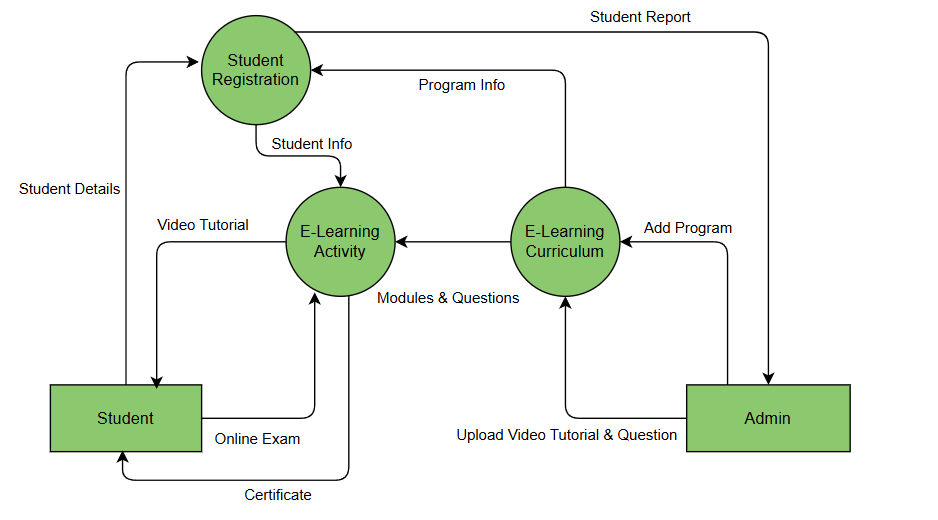 Student Report
Student
Registration
Program Info
Student Info
Student Details
Video Tutorial
E-Learning
Activity
E-Learning
Curriculum
Add Program
Modules & Questions
Student
Online Exam
Upload Video Tutorial & Question
Admin
Certificate